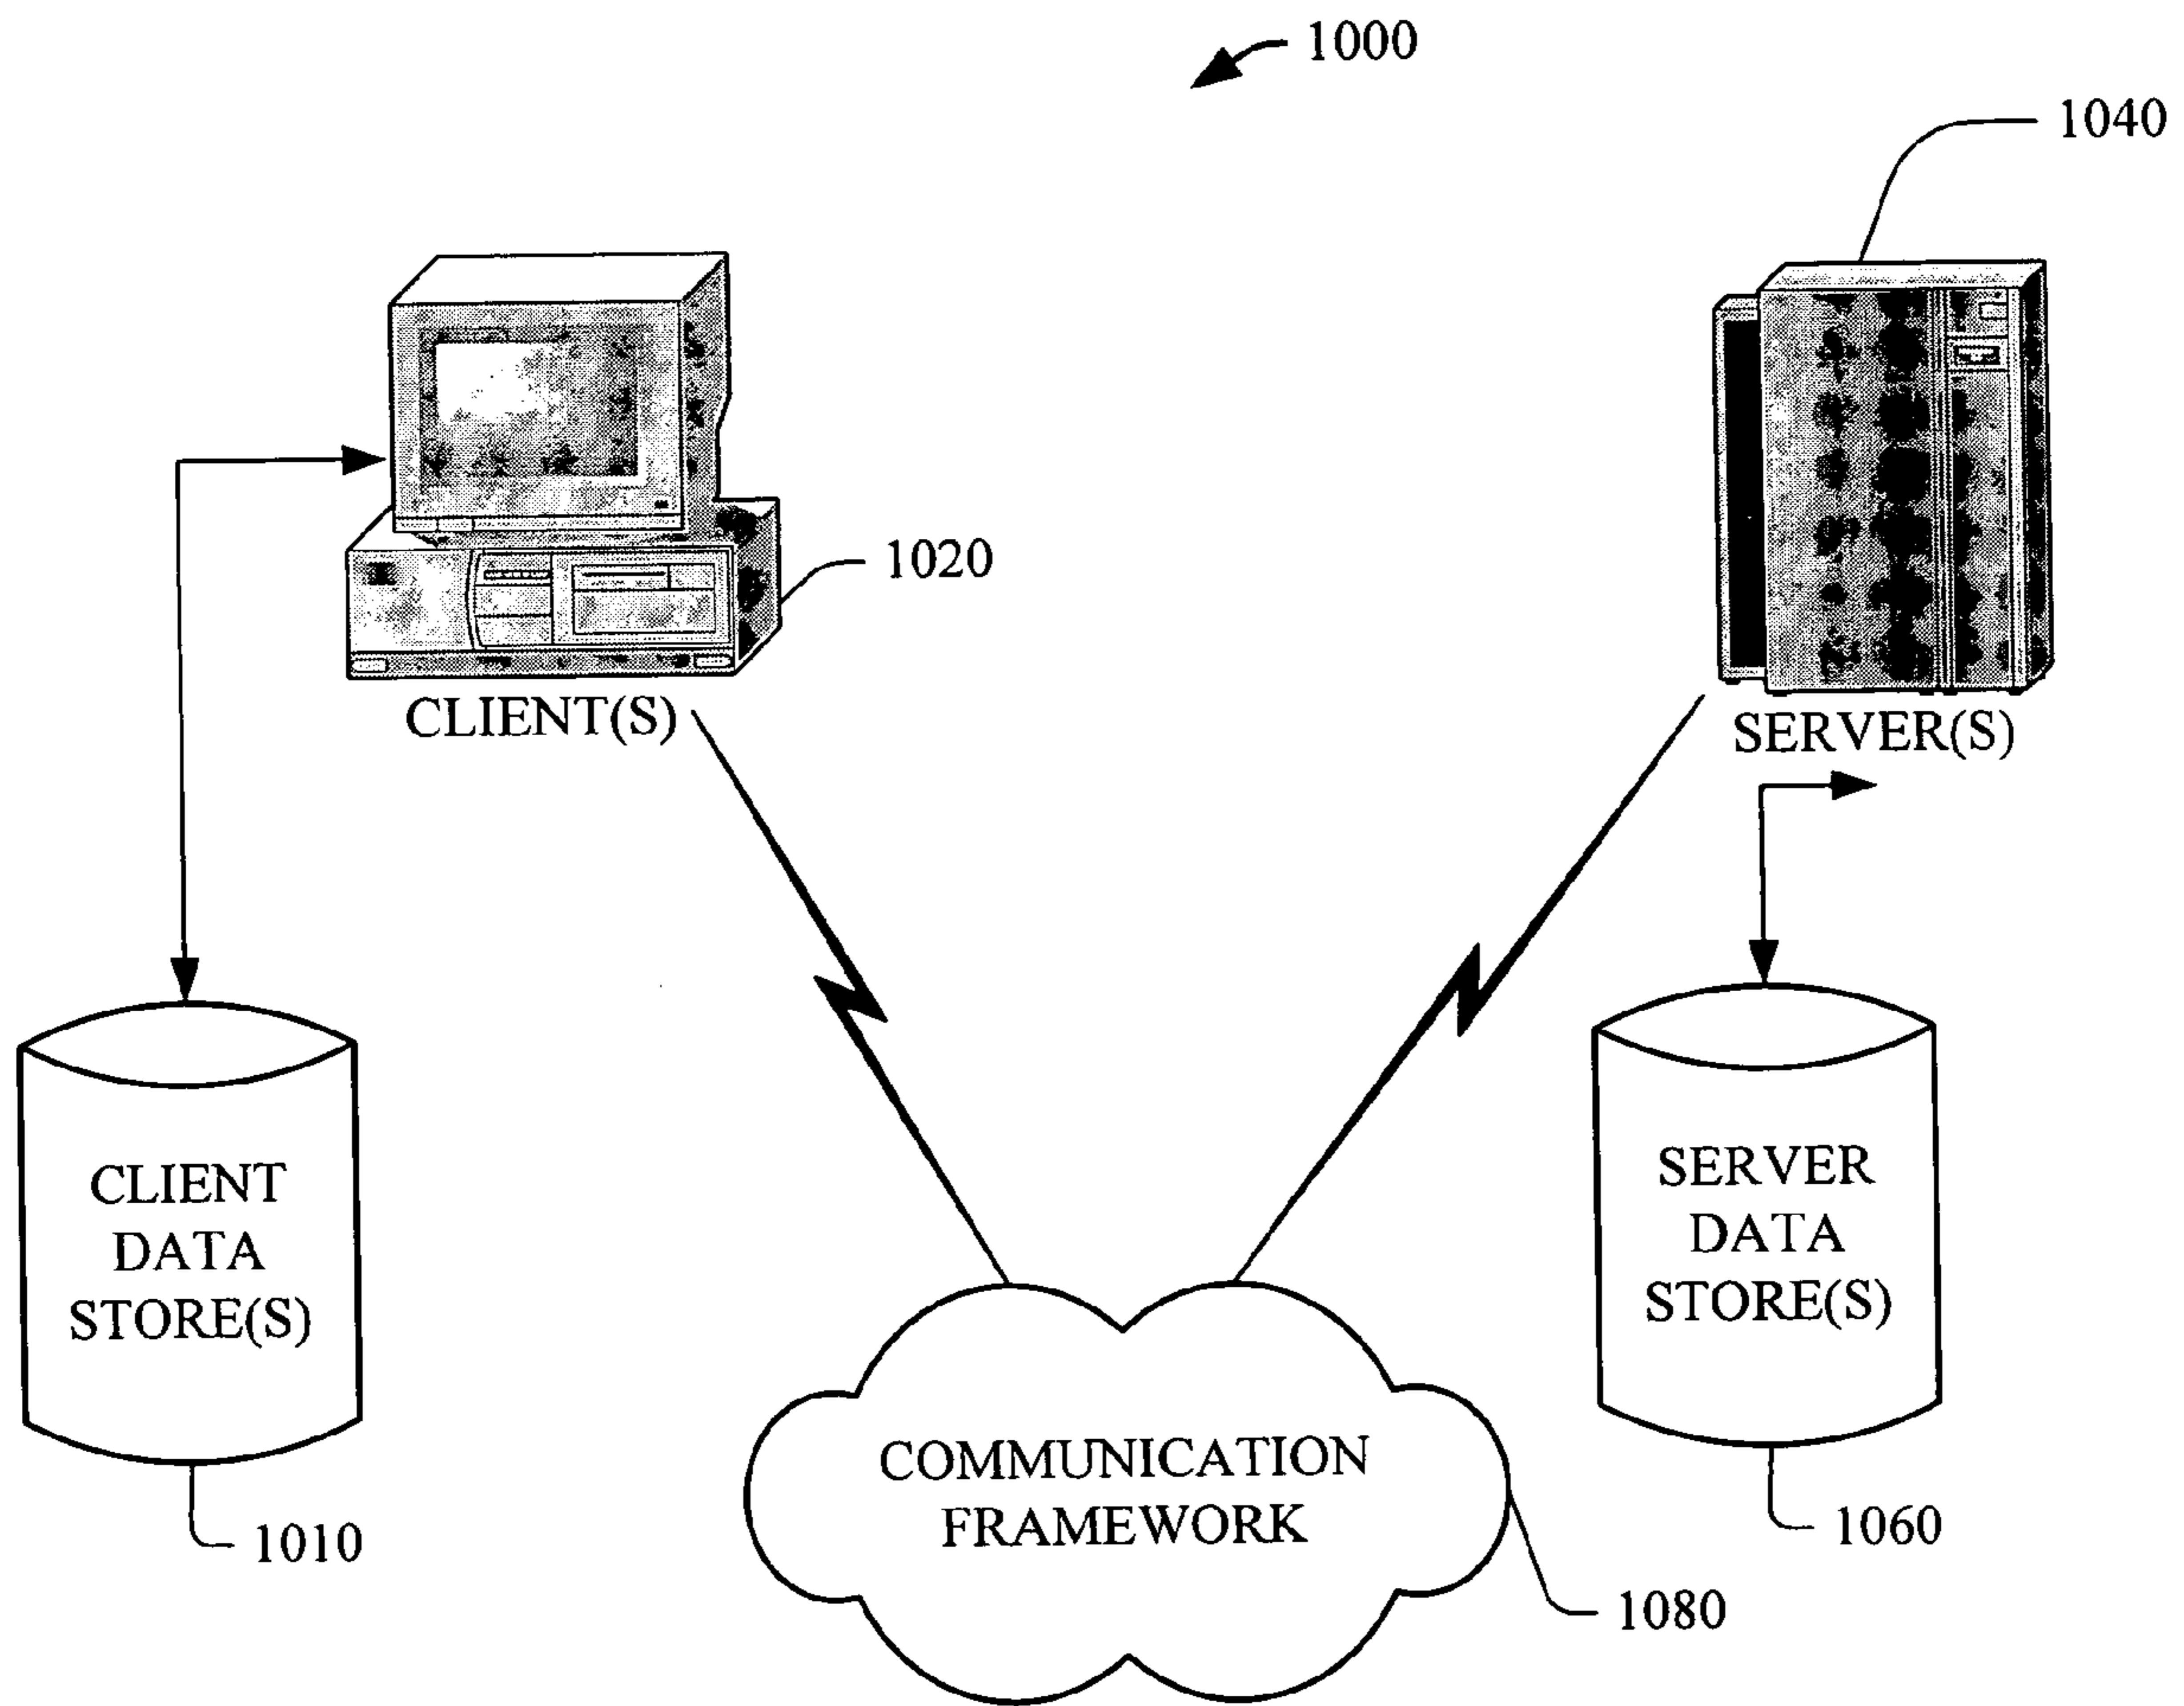 1000
1040
1020
CLIENT(S)
SERVER(S)
CLIENT
DATA
STORE(S)
SERVER
DATA
STORE(S)
COMMUNICATION
FRAMEWORK
1010
1060
1080